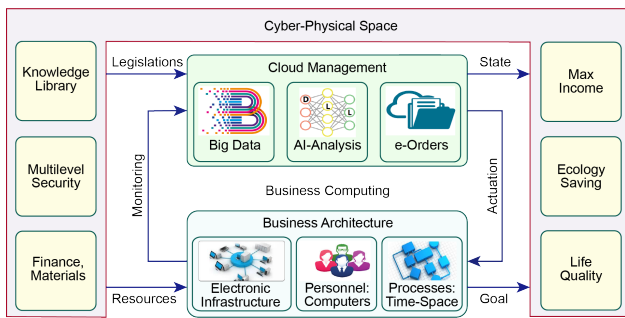 Cyber-Physical Space
Knowledge
Library
Multilevel
Security
Finance,
Materials
Legislations
Monitoring
Resources
Cloud Management
Big Data
D
L
L
AI-Analysis
e-Orders
Business Computing
Business Architecture
Electronic
Infrastructure
Personnel:
Computers
Processes:
Time-Space
State
Actuation
Goal
Max
Income
Ecology
Saving
Life
Quality